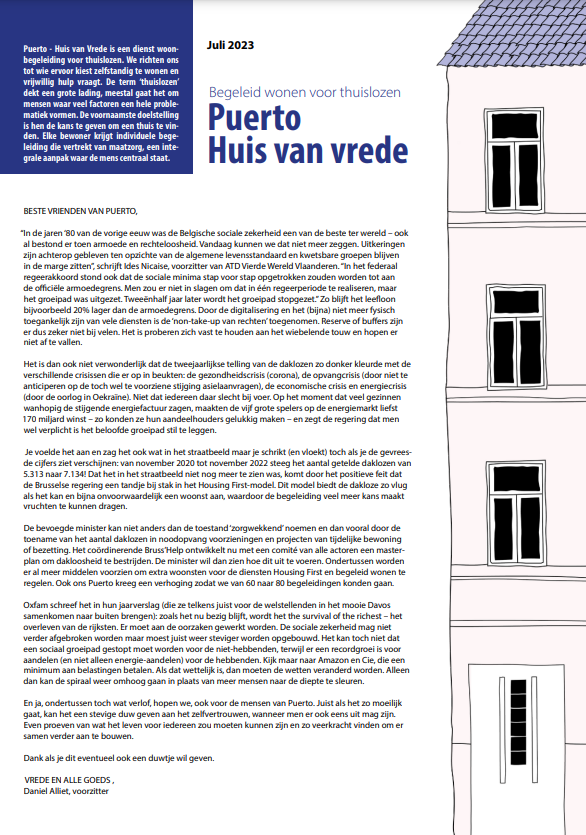 Puerto - Huis van Vrede is een dienst woon-
begeleiding voor thuislozen. We richten ons
tot wie ervoor kiest zelfstandig te wonen en
vrijwillig hulp vraagt. De term 'thuislozen'
dekt een grote lading, meestal gaat het om
mensen waar veel factoren een hele proble-
matiek vormen. De voornaamste doelstelling
is hen de kans te geven om een thuis te vin-
den. Elke bewoner krijgt individuele bege-
leiding die vertrekt van maatzorg, een inte-
grale aanpak waar de mens centraal staat.
Juli 2023
Begeleid wonen voor thuislozen
Puerto
Huis van vrede
BESTE VRIENDEN VAN PUERTO,
"In de jaren '80 van de vorige eeuw was de Belgische sociale zekerheid een van de beste ter wereld – ook
al bestond er toen armoede en rechteloosheid. Vandaag kunnen we dat niet meer zeggen. Uitkeringen
zijn achterop gebleven ten opzichte van de algemene levensstandaard en kwetsbare groepen blijven
in de marge zitten", schrijft Ides Nicaise, voorzitter van ATD Vierde Wereld Vlaanderen. "In het federaal
regeerakkoord stond ook dat de sociale minima stap voor stap opgetrokken zouden worden tot aan
de officiële armoedegrens. Men zou er niet in slagen om dat in één regeerperiode te realiseren, maar
het groeipad was uitgezet. Tweeënhalf jaar later wordt het groeipad stopgezet." Zo blijft het leefloon
bijvoorbeeld 20% lager dan de armoedegrens. Door de digitalisering en het (bijna) niet meer fysisch
toegankelijk zijn van vele diensten is de 'non-take-up van rechten' toegenomen. Reserve of buffers zijn
er dus zeker niet bij velen. Het is proberen zich vast te houden aan het wiebelende touw en hopen er
niet af te vallen.
Het is dan ook niet verwonderlijk dat de tweejaarlijkse telling van de daklozen zo donker kleurde met de
verschillende crisissen die er op in beukten: de gezondheidscrisis (corona), de opvangcrisis (door niet te
anticiperen op de toch wel te voorziene stijging asielaanvragen), de economische crisis en energiecrisis
(door de oorlog in Oekraïne). Niet dat iedereen daar slecht bij voer. Op het moment dat veel gezinnen
wanhopig de stijgende energiefactuur zagen, maakten de vijf grote spelers op de energiemarkt liefst
170 miljard winst – zo konden ze hun aandeelhouders gelukkig maken – en zegt de regering dat men
wel verplicht is het beloofde groeipad stil te leggen.
Je voelde het aan en zag het ook wat in het straatbeeld maar je schrikt (en vloekt) toch als je de gevrees-
de cijfers ziet verschijnen: van november 2020 tot november 2022 steeg het aantal getelde daklozen van
5.313 naar 7.134! Dat het in het straatbeeld niet nog meer te zien was, komt door het positieve feit dat
de Brusselse regering een tandje bij stak in het Housing First-model. Dit model biedt de dakloze zo vlug
als het kan en bijna onvoorwaardelijk een woonst aan, waardoor de begeleiding veel meer kans maakt
vruchten te kunnen dragen.
De bevoegde minister kan niet anders dan de toestand 'zorgwekkend' noemen en dan vooral door de
toename van het aantal daklozen in noodopvang voorzieningen en projecten van tijdelijke bewoning
of bezetting. Het coördinerende Bruss'Help ontwikkelt nu met een comité van alle actoren een master-
plan om dakloosheid te bestrijden. De minister wil dan zien hoe dit uit te voeren. Ondertussen worden
er al meer middelen voorzien om extra woonsten voor de diensten Housing First en begeleid wonen te
regelen. Ook ons Puerto kreeg een verhoging zodat we van 60 naar 80 begeleidingen konden gaan.
Oxfam schreef het in hun jaarverslag (die ze telkens juist voor de welstellenden in het mooie Davos
samenkomen naar buiten brengen): zoals het nu bezig blijft, wordt het the survival of the richest – het
overleven van de rijksten. Er moet aan de oorzaken gewerkt worden. De sociale zekerheid mag niet
verder afgebroken worden maar moest juist weer steviger worden opgebouwd. Het kan toch niet dat
een sociaal groeipad gestopt moet worden voor de niet-hebbenden, terwijl er een recordgroei is voor
aandelen (en niet alleen energie-aandelen) voor de hebbenden. Kijk maar naar Amazon en Cie, die een
minimum aan belastingen betalen. Als dat wettelijk is, dan moeten de wetten veranderd worden. Alleen
dan kan de spiraal weer omhoog gaan in plaats van meer mensen naar de diepte te sleuren.
En ja, ondertussen toch wat verlof, hopen we, ook voor de mensen van Puerto. Juist als het zo moeilijk
gaat, kan het een stevige duw geven aan het zelfvertrouwen, wanneer men er ook eens uit mag zijn.
Even proeven van wat het leven voor iedereen zou moeten kunnen zijn en zo veerkracht vinden om er
samen verder aan te bouwen.
Dank als je dit eventueel ook een duwtje wil geven.
VREDE EN ALLE GOEDS ,
Daniel Alliet, voorzitter